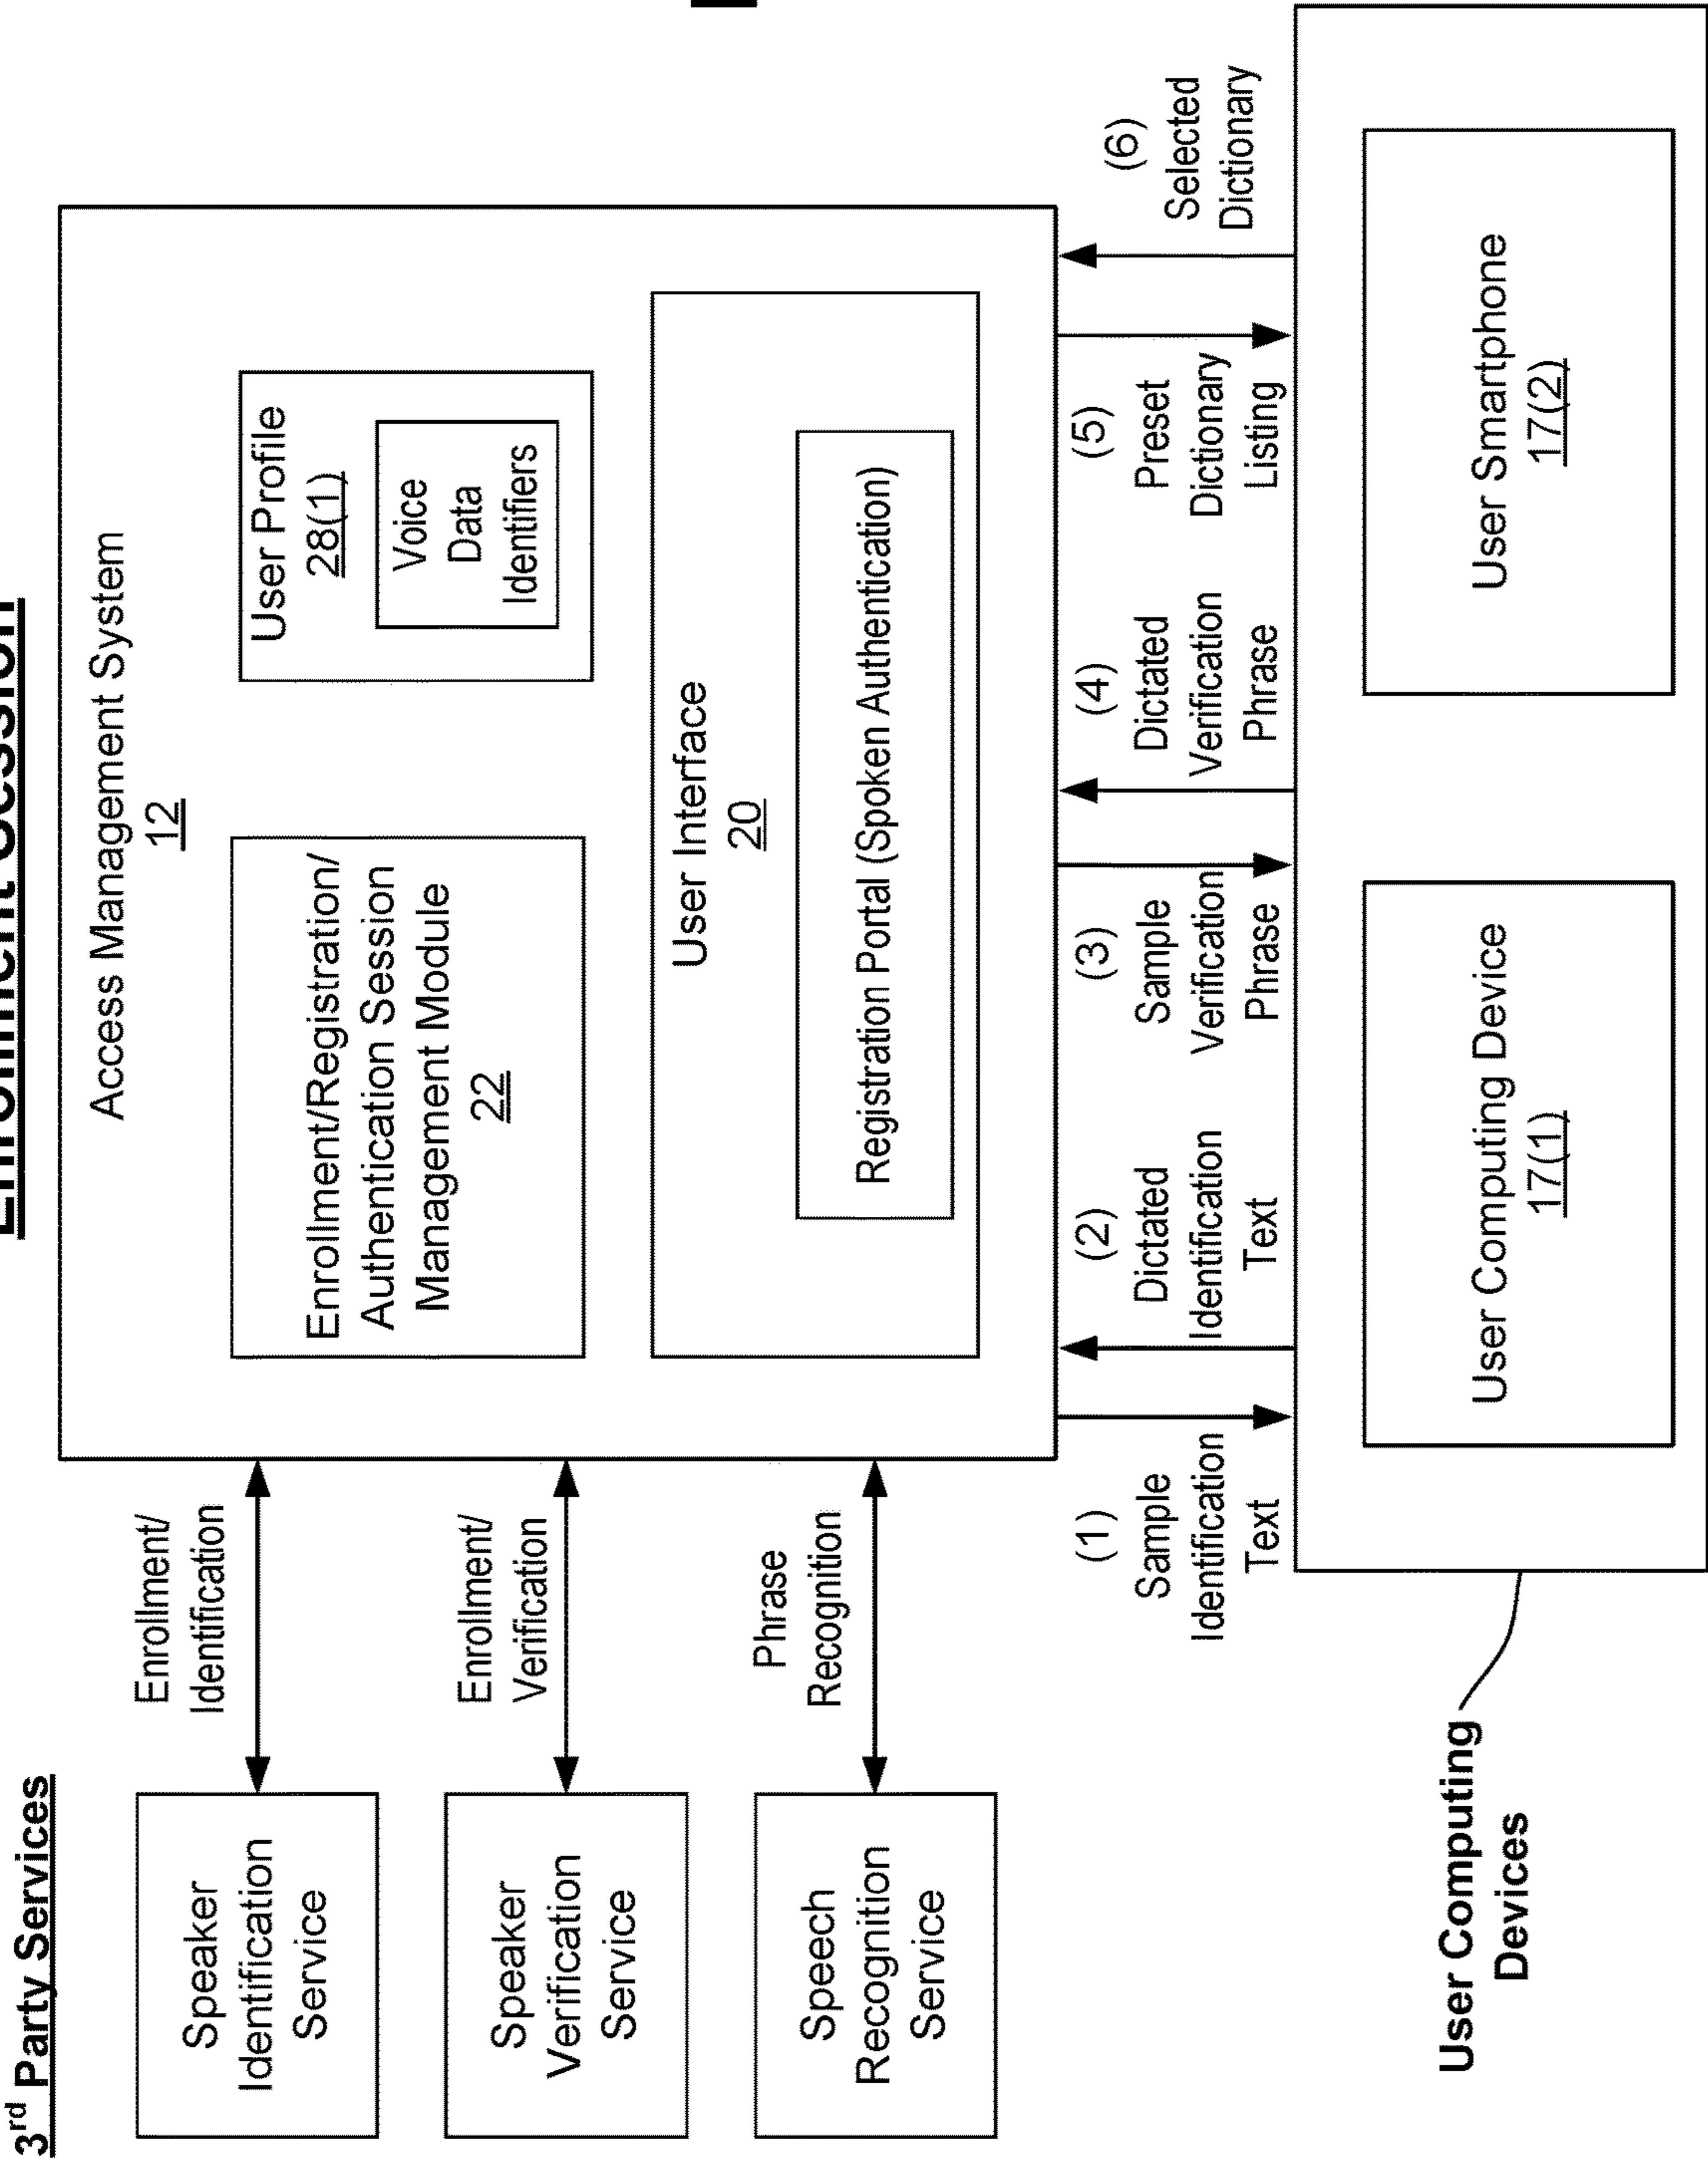 Enrollment Session
3rd Party Services
Speaker
Identification
Service
Speaker
Verification
Service
Speech
Recognition
Service
Enrollment/
Identification
Enrollment/
Verification
Phrase
Recognition
Access Management System
12
Enrollment/Registration/
Authentication Session
Management Module
22
User Profile
28(1)
Voice
Data
Identifiers
User Interface
20
Registration Portal (Spoken Authentication)
(1)
Sample
Identification
Text
(2)
Dictated
Identification
Text
(3)
Sample
Verification
Phrase
(4)
Dictated
Verification
Phrase
(5)
Preset
Dictionary
Listing
(6)
Selected
Dictionary
User Computing
Devices
User Computing Device
17(1)
User Smartphone
17(2)